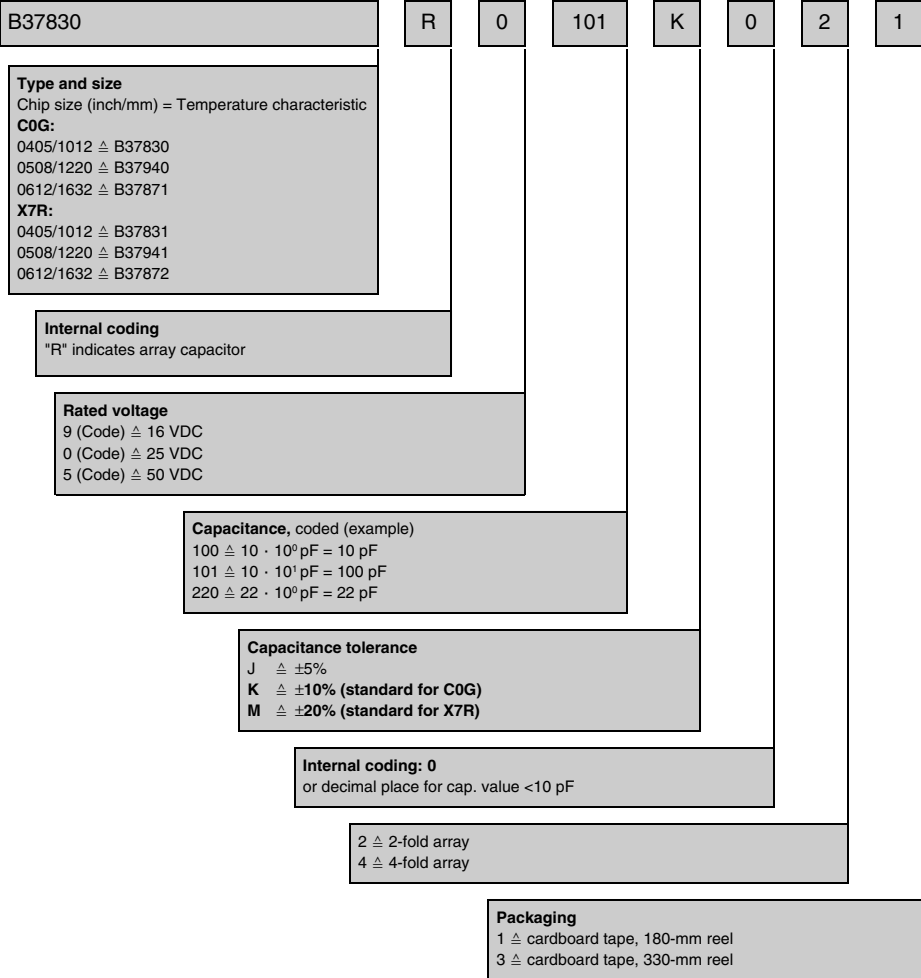 B37830 R 0 101 K 0 2 1
Type and size
Chip size (inch/mm) = Temperature characteristic
C0G:
0405/1012 ≙ B37830
0508/1220 ≙ B37940
0612/1632 ≙ B37871
X7R:
0405/1012 ≙ B37831
0508/1220 ≙ B37941
0612/1632 ≙ B37872
Internal coding
"R" indicates array capacitor
Rated voltage
9 (Code) ≙ 16 VDC
0 (Code) ≙ 25 VDC
5 (Code) ≙ 50 VDC
Capacitance, coded (example)
100 ≙ 10 · 10⁰ pF = 10 pF
101 ≙ 10 · 10¹ pF = 100 pF
220 ≙ 22 · 10⁰ pF = 22 pF
Capacitance tolerance
J ≙ ±5%
K ≙ ±10% (standard for C0G)
M ≙ ±20% (standard for X7R)
Internal coding: 0
or decimal place for cap. value <10 pF
2 ≙ 2-fold array
4 ≙ 4-fold array
Packaging
1 ≙ cardboard tape, 180-mm reel
3 ≙ cardboard tape, 330-mm reel